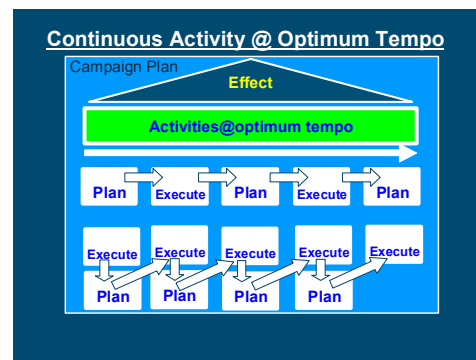 Continuous Activity @ Optimum Tempo
Campaign Plan
Effect
Activities@optimum tempo
Plan Execute Plan Execute Plan
Execute Execute Execute Execute Execute
Plan Plan Plan Plan